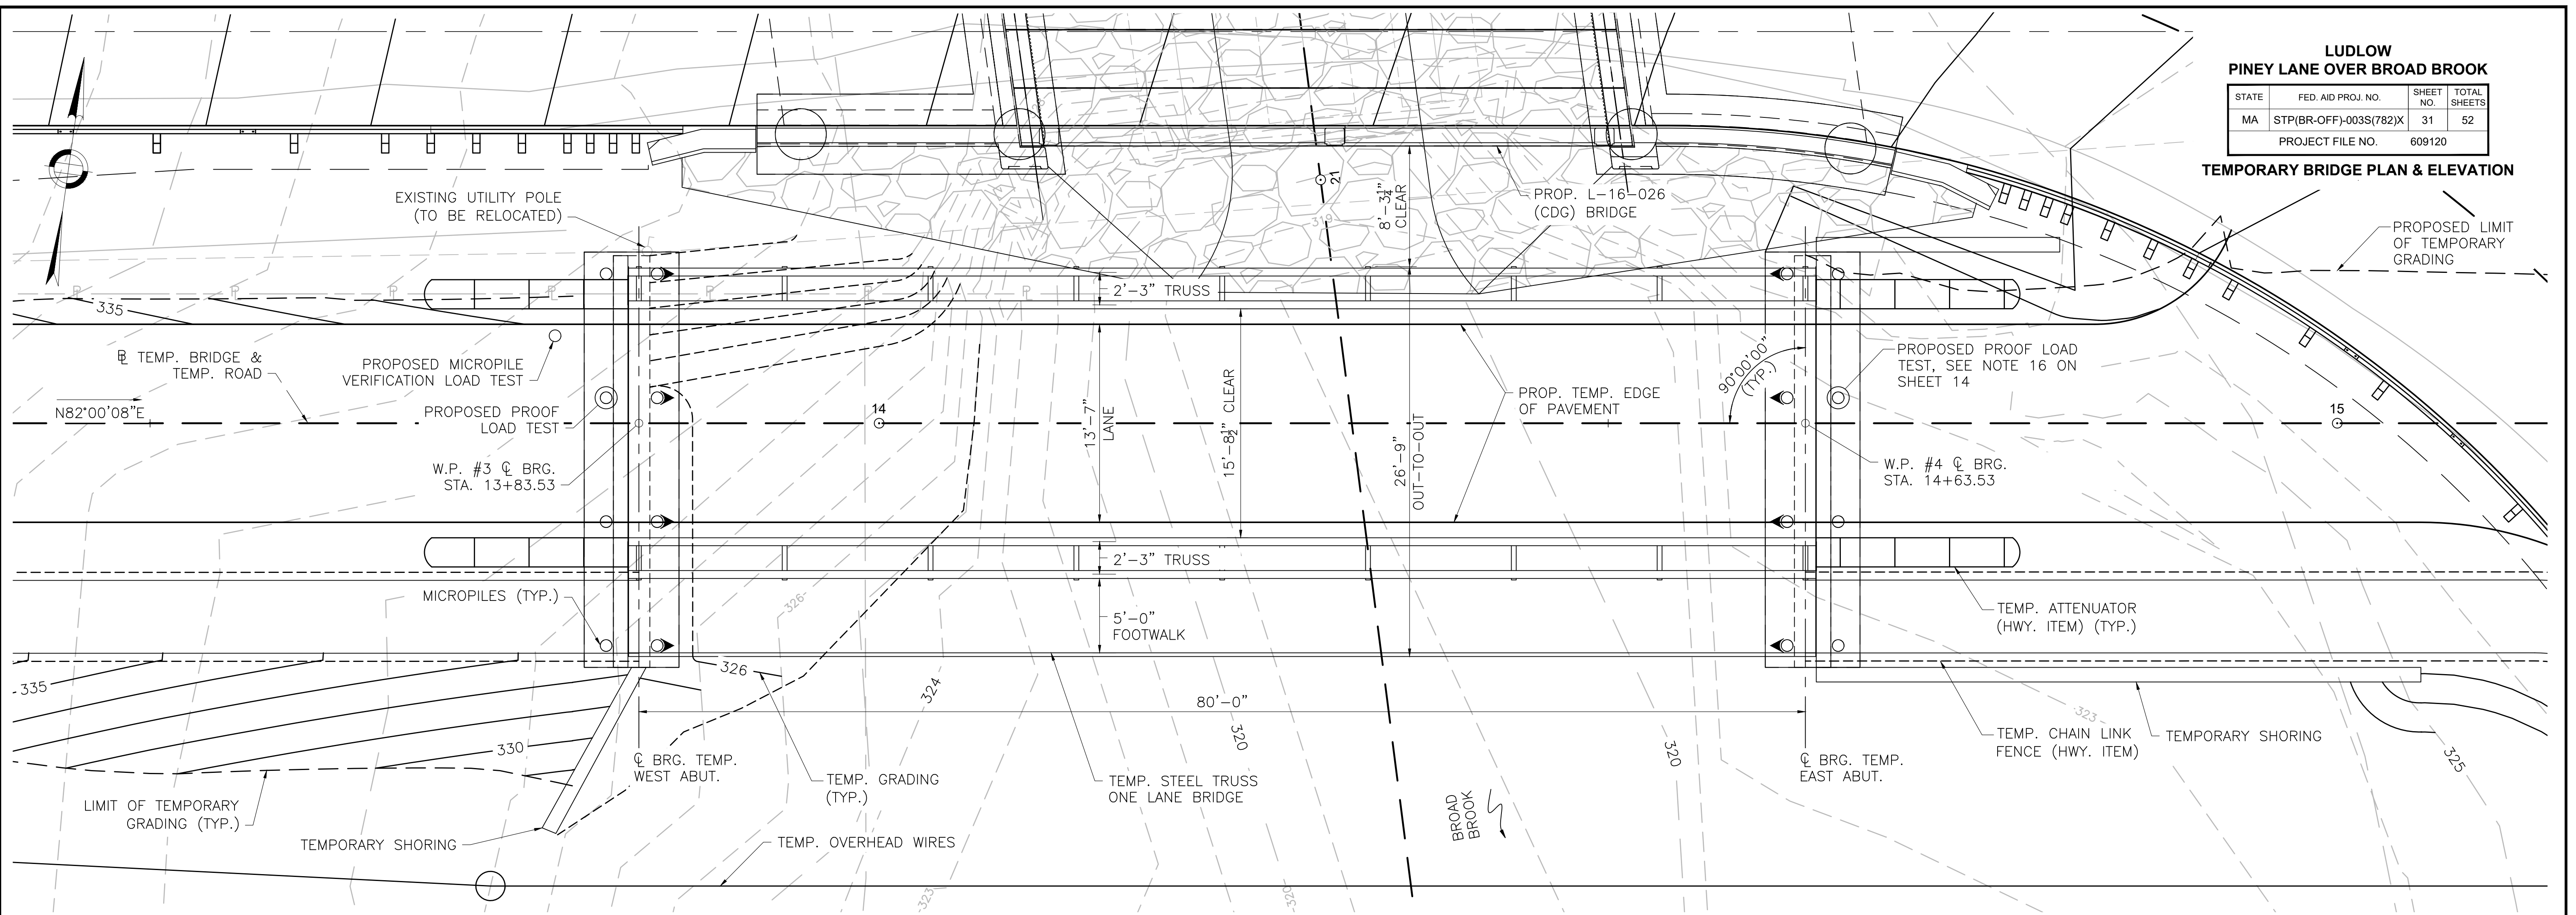 LUDLOW
PINEY LANE OVER BROAD BROOK
STATE FED. AID PROJ. NO. SHEET NO. TOTAL SHEETS
MA STP(BR-OFF)-003S(782)X 31 52
PROJECT FILE NO. 609120
TEMPORARY BRIDGE PLAN & ELEVATION
EXISTING UTILITY POLE
(TO BE RELOCATED)
21
8'-3¾"
CLEAR
319
PROP. L-16-026
(CDG) BRIDGE
PROPOSED LIMIT
OF TEMPORARY
GRADING
2'-3" TRUSS
335
℄ TEMP. BRIDGE &
TEMP. ROAD
PROPOSED MICROPILE
VERIFICATION LOAD TEST
PROPOSED PROOF
LOAD TEST
N82°00'08"E
14
13'-7"
LANE
15'-8½" CLEAR
26'-9"
OUT-TO-OUT
PROP. TEMP. EDGE
OF PAVEMENT
90°00'00"
(TYP.)
PROPOSED PROOF LOAD
TEST, SEE NOTE 16 ON
SHEET 14
15
W.P. #3 ℄ BRG.
STA. 13+83.53
W.P. #4 ℄ BRG.
STA. 14+63.53
2'-3" TRUSS
MICROPILES (TYP.)
326
5'-0"
FOOTWALK
TEMP. ATTENUATOR
(HWY. ITEM) (TYP.)
335
326
324
80'-0"
320
320
323
325
330
℄ BRG. TEMP.
WEST ABUT.
TEMP. GRADING
(TYP.)
TEMP. STEEL TRUSS
ONE LANE BRIDGE
℄ BRG. TEMP.
EAST ABUT.
TEMP. CHAIN LINK
FENCE (HWY. ITEM)
TEMPORARY SHORING
LIMIT OF TEMPORARY
GRADING (TYP.)
TEMPORARY SHORING
TEMP. OVERHEAD WIRES
BROAD
BROOK
323
320